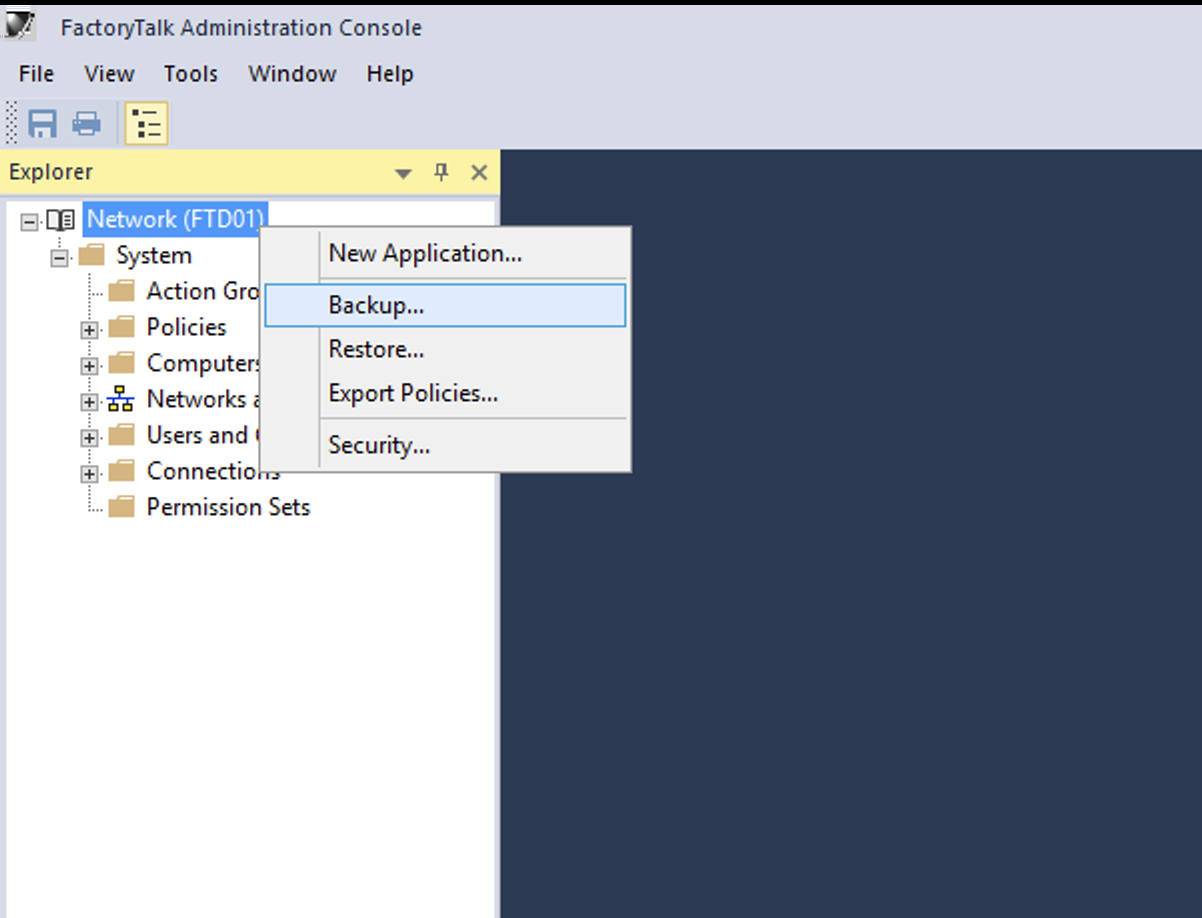 FactoryTalk Administration Console
File View Tools Window Help
Explorer
Network (FTD01)
System
Action Gro
Policies
Computers
Networks a
Users and
Connections
Permission Sets
New Application...
Backup...
Restore...
Export Policies...
Security...